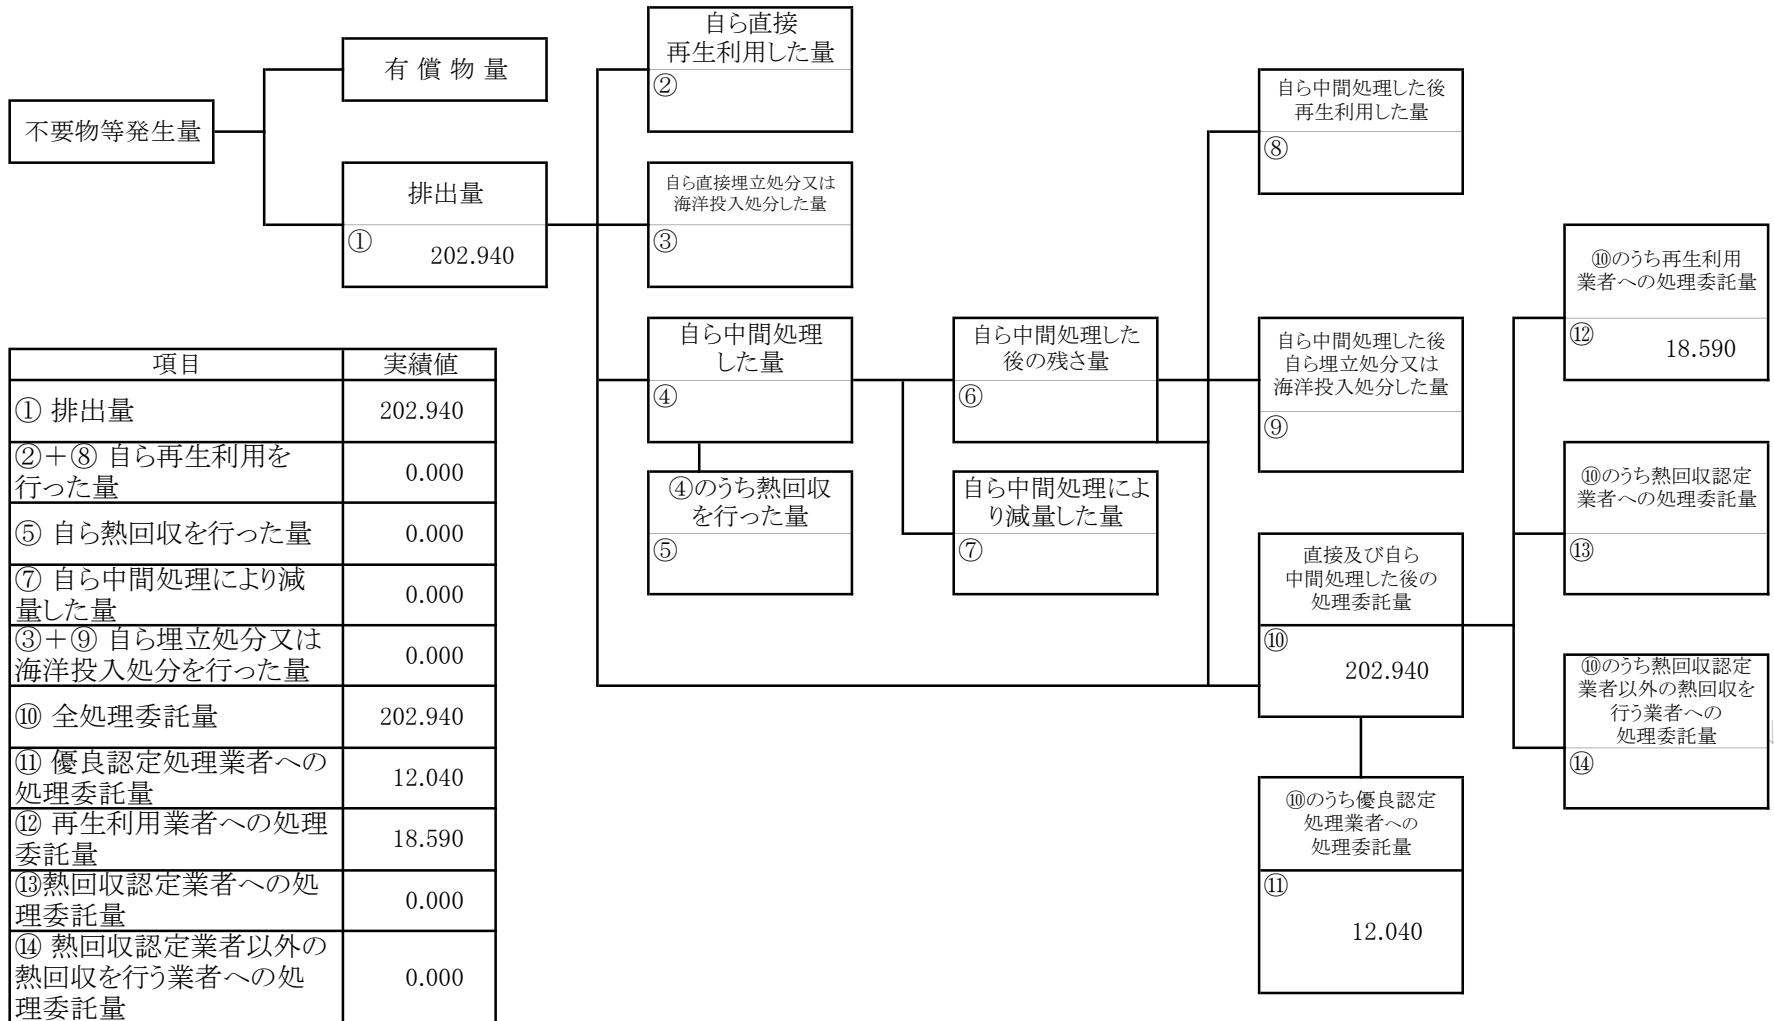 不要物等発生量
有 償 物 量
排出量
①
202.940
自ら直接
再生利用した量
②
自ら直接埋立処分又は
海洋投入処分した量
③
自ら中間処理
した量
④
④のうち熱回収
を行った量
⑤
自ら中間処理した
後の残さ量
⑥
自ら中間処理によ
り減量した量
⑦
自ら中間処理した後
再生利用した量
⑧
自ら中間処理した後
自ら埋立処分又は
海洋投入処分した量
⑨
直接及び自ら
中間処理した後の
処理委託量
⑩
202.940
⑩のうち優良認定
処理業者への
処理委託量
⑪
12.040
⑩のうち再生利用
業者への処理委託量
⑫
18.590
⑩のうち熱回収認定
業者への処理委託量
⑬
⑩のうち熱回収認定
業者以外の熱回収を
行う業者への
処理委託量
⑭
項目 実績値
① 排出量 202.940
②＋⑧ 自ら再生利用を
行った量 0.000
⑤ 自ら熱回収を行った量 0.000
⑦ 自ら中間処理により減
量した量 0.000
③＋⑨ 自ら埋立処分又は
海洋投入処分を行った量 0.000
⑩ 全処理委託量 202.940
⑪ 優良認定処理業者への
処理委託量 12.040
⑫ 再生利用業者への処理
委託量 18.590
⑬熱回収認定業者への処
理委託量 0.000
⑭ 熱回収認定業者以外の
熱回収を行う業者への処
理委託量 0.000